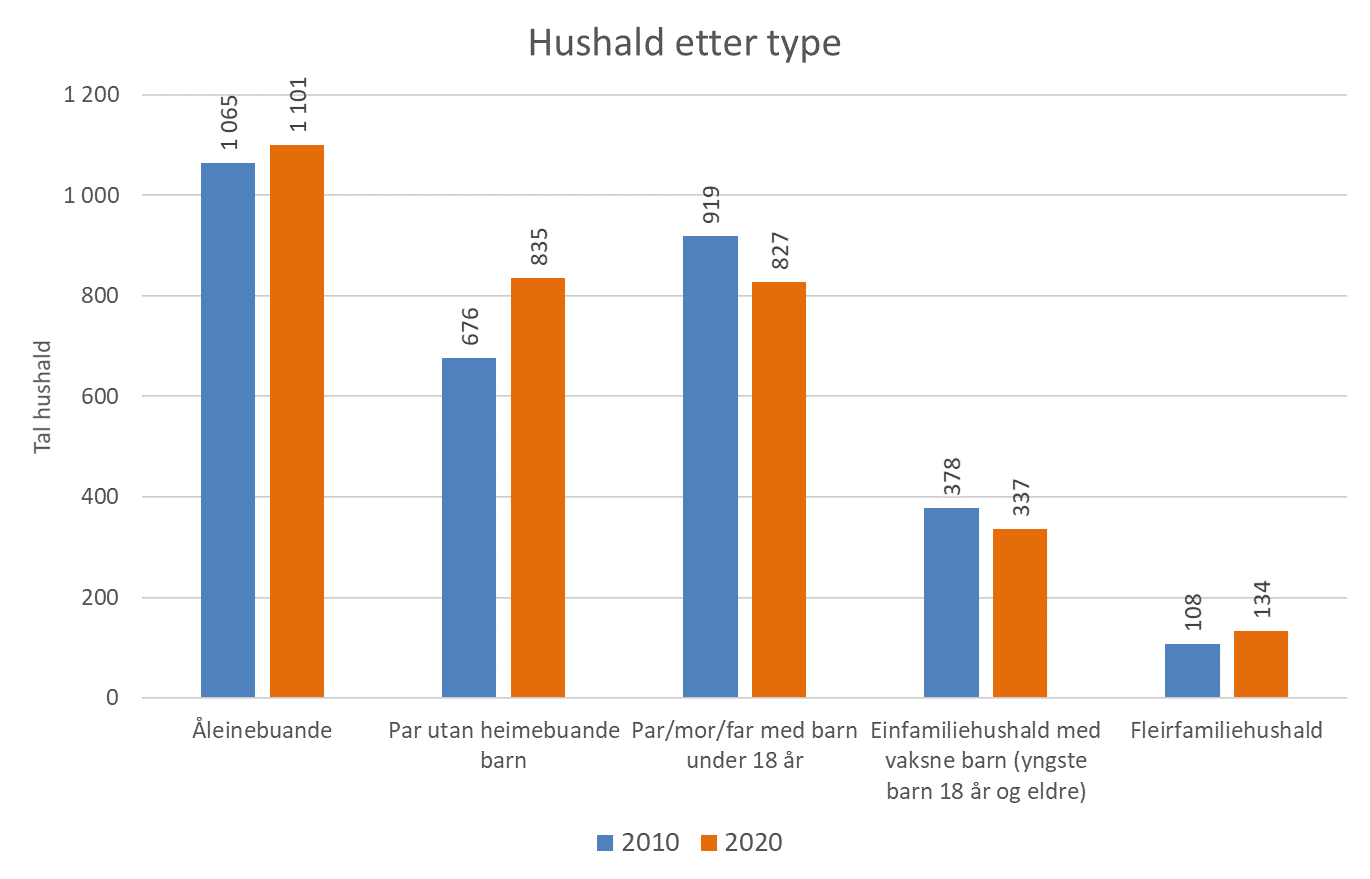 Hushald etter type
Tal hushald
1 200
1 000
800
600
400
200
0
1 065
1 101
676
835
919
827
378
337
108
134
Åleinebuande
Par utan heimebuande
barn
Par/mor/far med barn
under 18 år
Einfamiliehushald med
vaksne barn (yngste
barn 18 år og eldre)
Fleirfamiliehushald
2010
2020